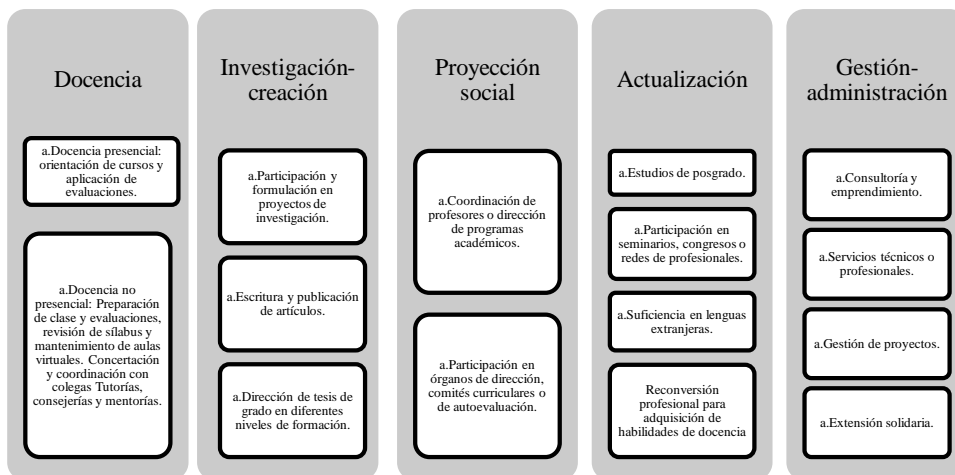 Docencia
a.Docencia presencial:
orientación de cursos y
aplicación de
evaluaciones.
a.Docencia no
presencial: Preparación
de clase y evaluaciones,
revisión de sílabus y
mantenimiento de aulas
virtuales. Concertación
y coordinación con
colegas Tutorías,
consejerías y mentorías.
Investigación-
creación
a.Participación y
formulación en
proyectos de
investigación.
a.Escritura y publicación
de artículos.
a.Dirección de tesis de
grado en diferentes
niveles de formación.
Proyección
social
a.Coordinación de
profesores o dirección
de programas
académicos.
a.Participación en
órganos de dirección,
comités curriculares o
de autoevaluación.
Actualización
a.Estudios de posgrado.
a.Participación en
seminarios, congresos o
redes de profesionales.
a.Suficiencia en lenguas
extranjeras.
Reconversión
profesional para
adquisición de
habilidades de docencia
Gestión-
administración
a.Consultoría y
emprendimiento.
a.Servicios técnicos o
profesionales.
a.Gestión de proyectos.
a.Extensión solidaria.